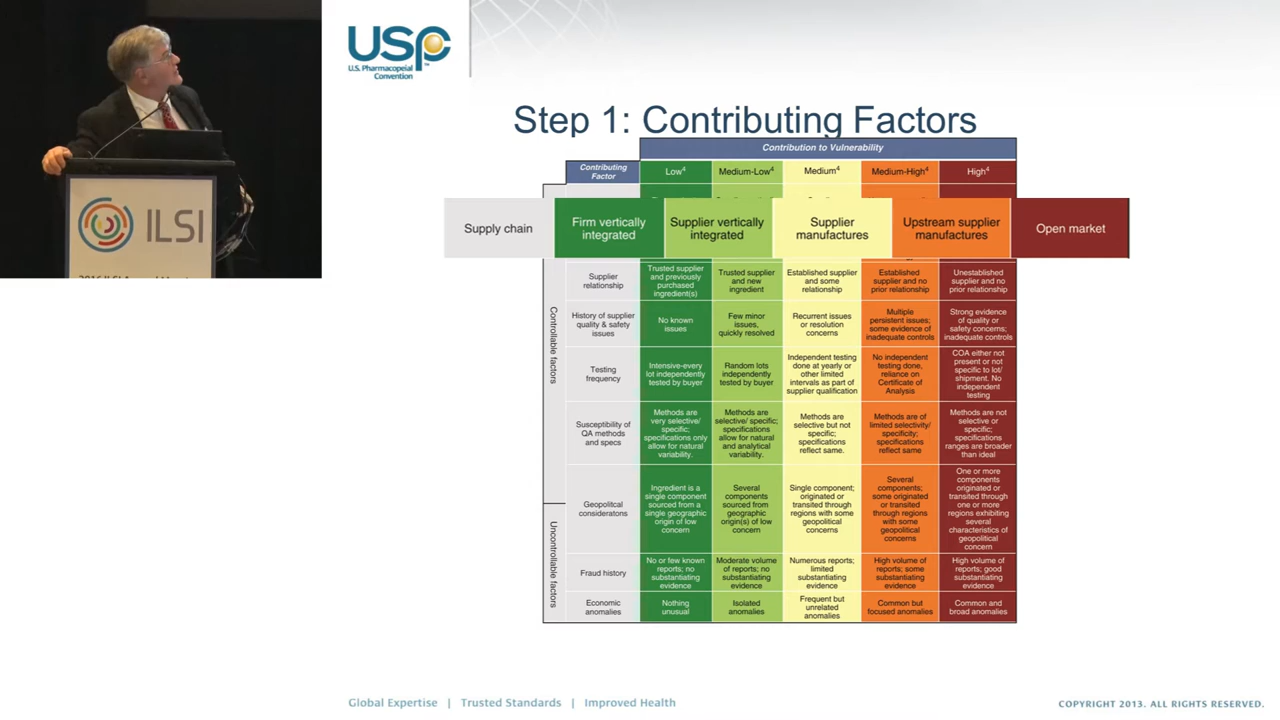 USP
U.S. Pharmacopeial
Convention
Step 1: Contributing Factors
Contribution to Vulnerability
Contributing
Factor
Low4
Medium-Low4
Medium4
Medium-High4
High4
Supply chain
Firm vertically
integrated
Supplier vertically
integrated
Supplier
manufactures
Upstream supplier
manufactures
Open market
Controllable factors
Supplier
relationship
Trusted supplier
and previously
purchased
ingredient(s)
Trusted supplier
and new
ingredient
Established supplier
and some
relationship
Established
supplier and no
prior relationship
Unestablished
supplier and no
prior relationship
History of supplier
quality & safety
issues
No known
issues
Few minor
issues,
quickly resolved
Recurrent issues
or resolution
concerns
Multiple
persistent issues;
some evidence of
inadequate controls
Strong evidence
of quality or
safety concerns;
inadequate controls
Testing
frequency
Intensive-every
lot independently
tested by buyer
Random lots
independently
tested by buyer
Independent testing
done at yearly or
other limited
intervals as part of
supplier qualification
No independent
testing done,
reliance on
Certificate of
Analysis
COA either not
present or not
specific to lot/
shipment. No
independent
testing
Susceptibility of
QA methods
and specs
Methods are
very selective/
specific;
specifications only
allow for natural
variability.
Methods are
selective/ specific;
specifications
allow for natural
and analytical
variability.
Methods are
selective but not
specific;
specifications
reflect same.
Methods are of
limited selectivity/
specificity;
specifications
reflect same
Methods are not
selective or
specific;
specifications
ranges are broader
than ideal
Geopolitcal
consideratons
Ingredient is a
single component
sourced from a
single geographic
origin of low
concern
Several
components
sourced from
geographic
origin(s) of low
concern
Single component;
originated or
transited through
regions with some
geopolitical
concerns
Several
components;
some originated
or transited
through regions
with some
geopolitical
concerns
One or more
components
originated or
transited through
one or more
regions exhibiting
several
characteristics of
geopolitical
concern
Uncontrollable factors
Fraud history
No or few known
reports; no
substantiating
evidence
Moderate volume
of reports; no
substantiating
evidence
Numerous reports;
limited
substantiating
evidence
High volume of
reports; some
substantiating
evidence
High volume of
reports; good
substantiating
evidence
Economic
anomalies
Nothing
unusual
Isolated
anomalies
Frequent but
unrelated
anomalies
Common but
focused anomalies
Common and
broad anomalies
ILSI
Global Expertise | Trusted Standards | Improved Health
COPYRIGHT 2013. ALL RIGHTS RESERVED.